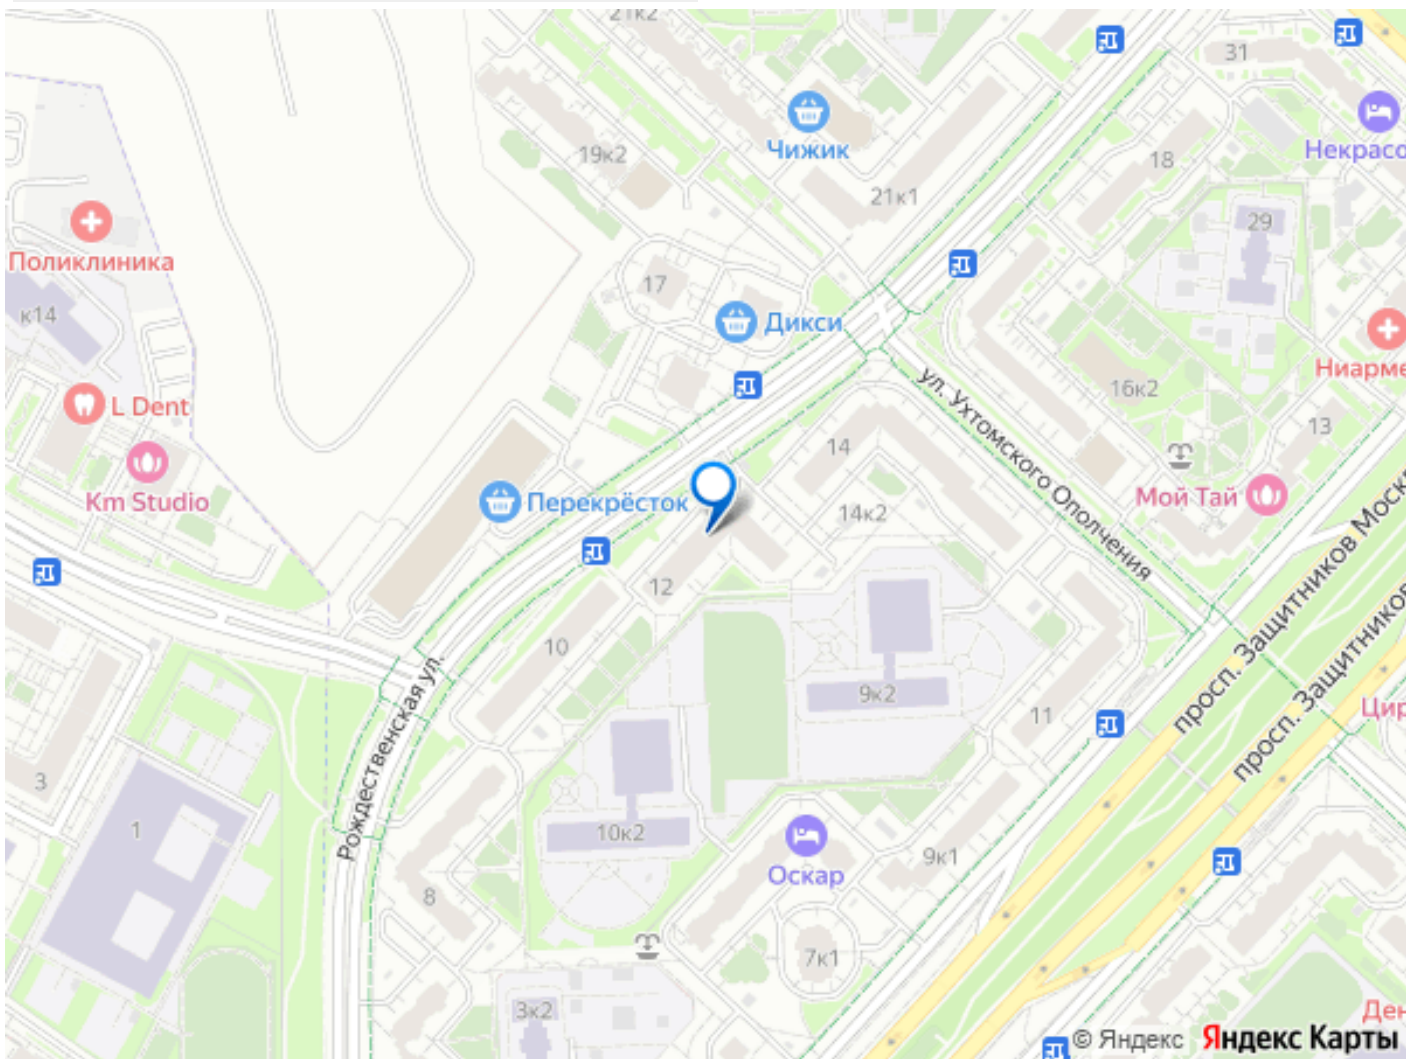 21к2
31
Чижик
Некрасо
19к2
18
21к1
29
Поликлиника
17
к14
Дикси
Ниарме
L Dent
ул. Ухтомского Ополчения
16к2
13
14
Km Studio
Перекрёсток
Мой Тай
14к2
12
10
9к2
11
просп. Защитников Моск
просп. Защитников
Цир
Рождественская ул.
3
1
10к2
9к1
Оскар
8
7к1
3к2
Ден
© Яндекс Яндекс Карты